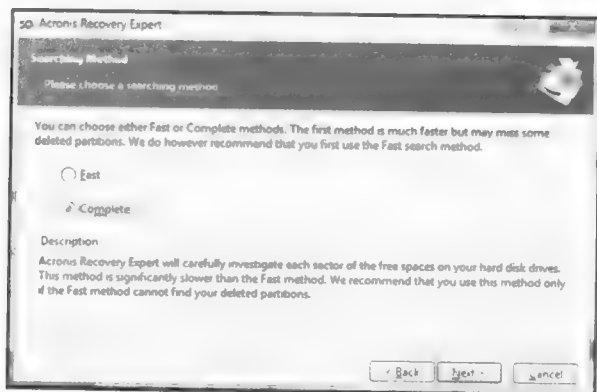 Acronis Recovery Expert
Searching Method
Please choose a searching method
You can choose either Fast or Complete methods. The first method is much faster but may miss some
deleted partitions. We do however recommend that you first use the Fast search method.
Fast
Complete
Description
Acronis Recovery Expert will carefully investigate each sector of the free spaces on your hard disk drives.
This method is significantly slower than the Fast method. We recommend that you use this method only
if the Fast method cannot find your deleted partitions.
< Back
Next >
Cancel